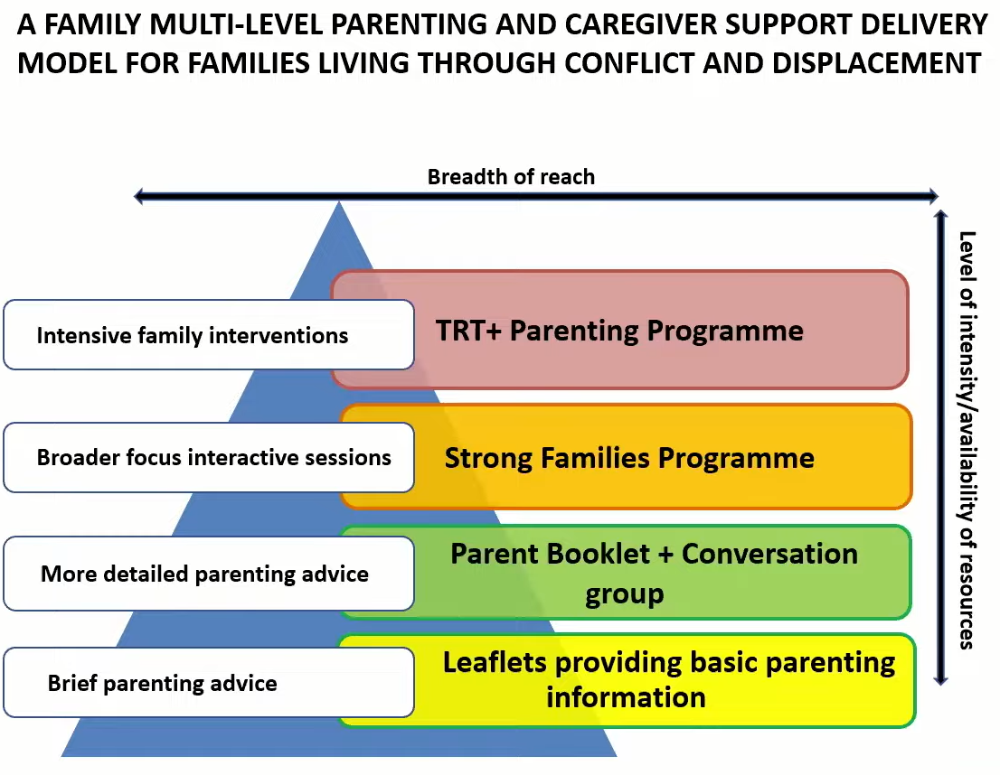 A FAMILY MULTI-LEVEL PARENTING AND CAREGIVER SUPPORT DELIVERY
MODEL FOR FAMILIES LIVING THROUGH CONFLICT AND DISPLACEMENT
Breadth of reach
Level of intensity/availability of resources
Intensive family interventions
TRT+ Parenting Programme
Broader focus interactive sessions
Strong Families Programme
More detailed parenting advice
Parent Booklet + Conversation
group
Brief parenting advice
Leaflets providing basic parenting
information